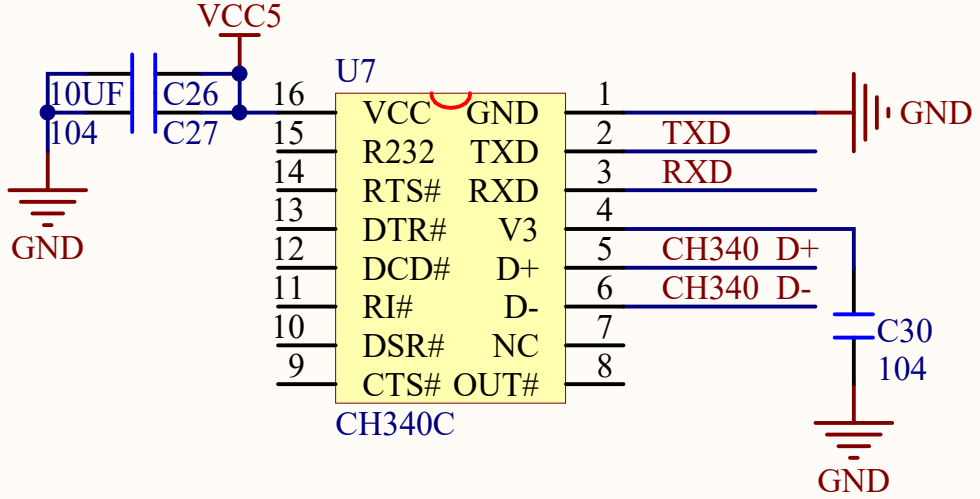 VCC5
U7
10UF C26
104 C27
GND
16 VCC GND 1
15 R232 TXD 2 TXD
14 RTS# RXD 3 RXD
13 DTR# V3 4
12 DCD# D+ 5 CH340 D+
11 RI# D- 6 CH340 D-
10 DSR# NC 7
9 CTS# OUT# 8
CH340C
GND
C30
104
GND